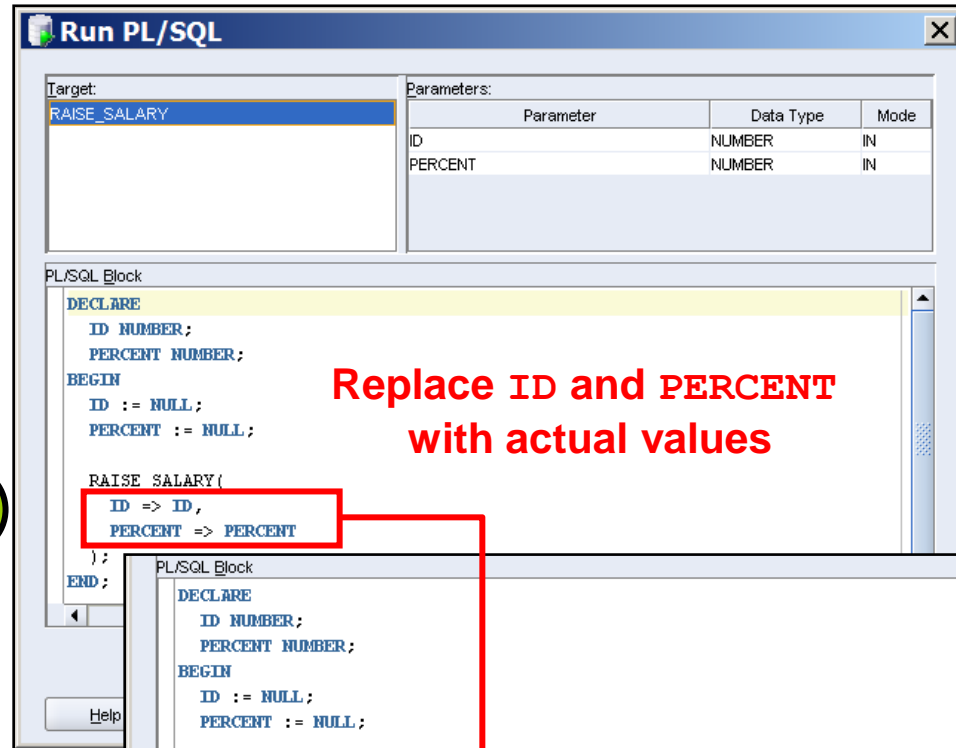 Run PL/SQL
Target:
RAISE_SALARY
Parameters:
Parameter Data Type Mode
ID NUMBER IN
PERCENT NUMBER IN
PL/SQL Block
DECLARE
ID NUMBER;
PERCENT NUMBER;
BEGIN
ID := NULL;
PERCENT := NULL;
RAISE_SALARY(
ID => ID,
PERCENT => PERCENT
);
END;
Replace ID and PERCENT
with actual values
Help
PL/SQL Block
DECLARE
ID NUMBER;
PERCENT NUMBER;
BEGIN
ID := NULL;
PERCENT := NULL;